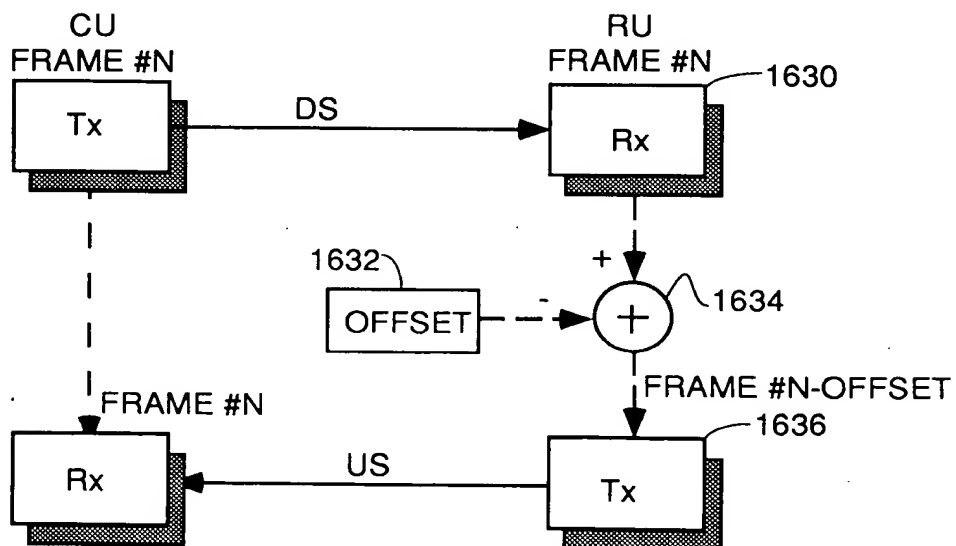 CU
FRAME #N
RU
FRAME #N
1630
Tx
DS
Rx
1632
+
-
1634
OFFSET
+
FRAME #N
FRAME #N-OFFSET
1636
Rx
US
Tx